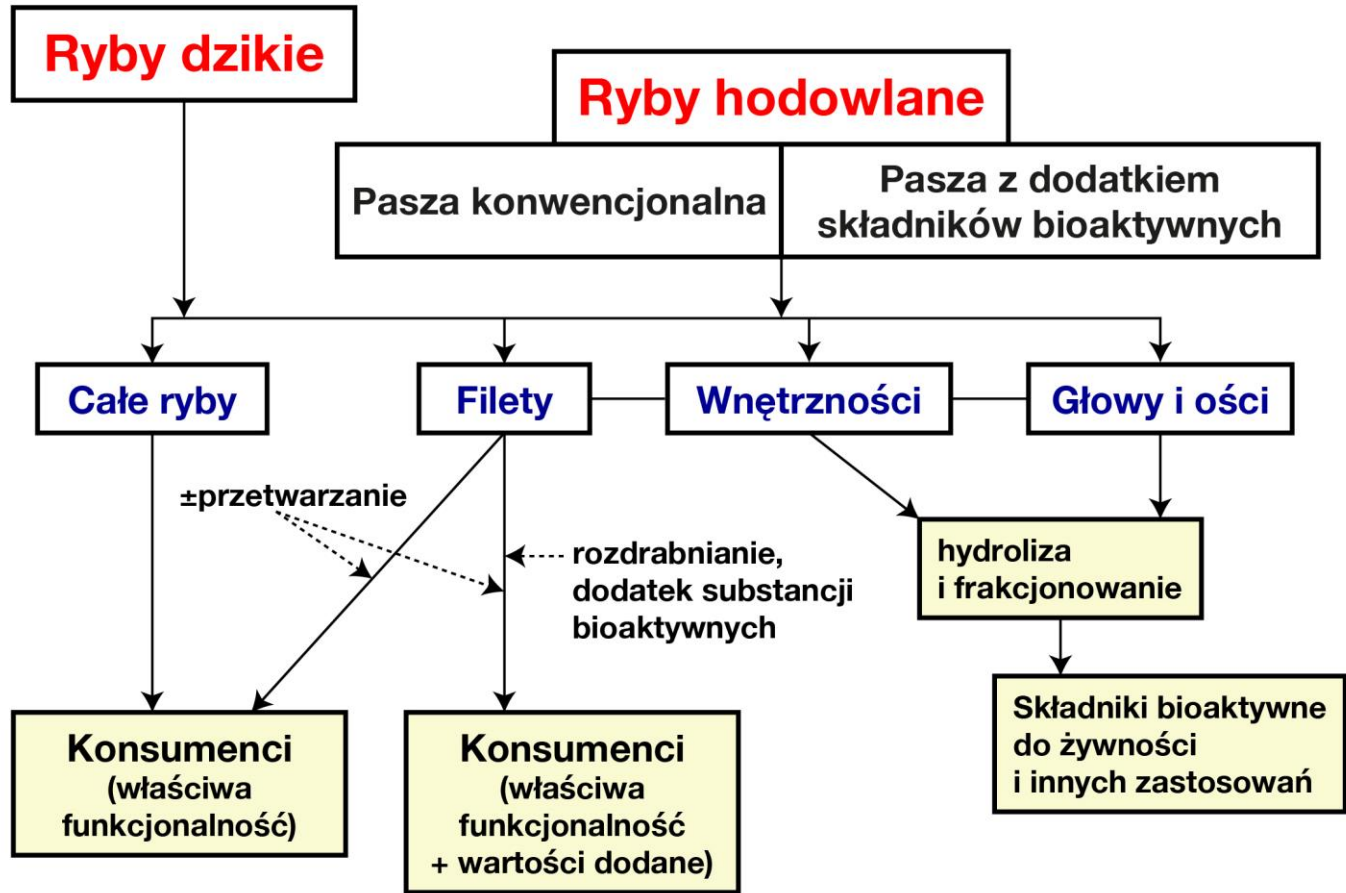 Ryby dzikie
Ryby hodowlane
Pasza konwencjonalna
Pasza z dodatkiem
składników bioaktywnych
Całe ryby
Filety
Wnętrzności
Głowy i ości
±przetwarzanie
rozdrabnianie,
dodatek substancji
bioaktywnych
hydroliza
i frakcjonowanie
Konsumenci
(właściwa
funkcjonalność)
Konsumenci
(właściwa
funkcjonalność
+ wartości dodane)
Składniki bioaktywne
do żywności
i innych zastosowań